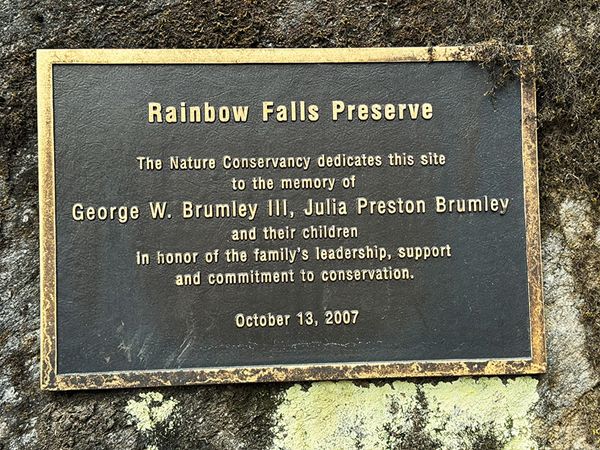 Rainbow Falls Preserve
The Nature Conservancy dedicates this site
to the memory of
George W. Brumley III, Julia Preston Brumley
and their children
in honor of the family's leadership, support
and commitment to conservation.
October 13, 2007